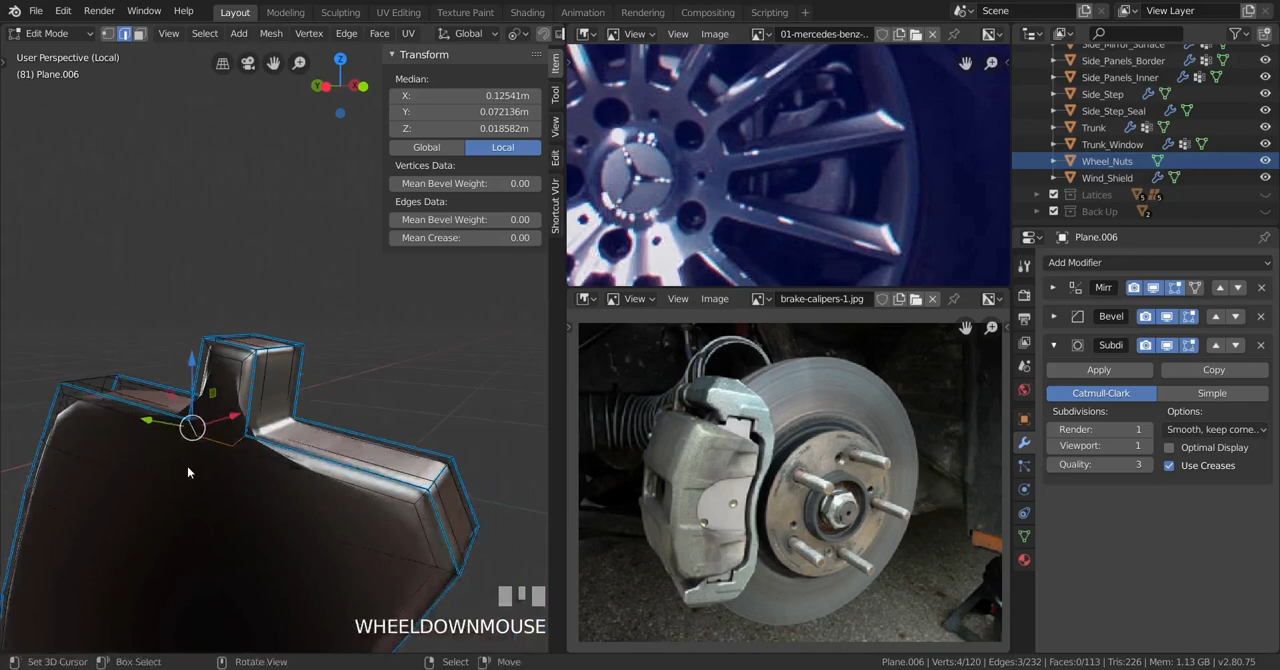 File Edit Render Window Help Layout Modeling Sculpting UV Editing Texture Paint Shading Animation Rendering Compositing Scripting + Scene View Layer
Edit Mode View Select Add Mesh Vertex Edge Face UV Global
View View Image 01-mercedes-benz-..
User Perspective (Local)
(81) Plane.006
Transform
Median:
X: 0.12541m
Y: 0.072136m
Z: 0.018582m
Global Local
Vertices Data:
Mean Bevel Weight: 0.00
Edges Data:
Mean Bevel Weight: 0.00
Mean Crease: 0.00
Item
Tool
View
Edit
Shortcut VUr
Z
Y
X
WHEELDOWNMOUSE
View View Image brake-calipers-1.jpg
Side_Mirror_Surface
Side_Panels_Border
Side_Panels_Inner
Side_Step
Side_Step_Seal
Trunk
Trunk_Window
Wheel_Nuts
Wind_Shield
Latices 5 5
Back Up 2
Plane.006
Add Modifier
Mirr
Bevel
Subdi
Apply Copy
Catmull-Clark Simple
Subdivisions: Options:
Render: 1 Smooth, keep corne..
Viewport: 1 Optimal Display
Quality: 3 Use Creases
Set 3D Cursor Box Select Rotate View Select Move Plane.006 | Verts:4/120 | Edges:3/232 | Faces:0/113 | Tris:226 | Mem: 1.13 GB | v2.80.75